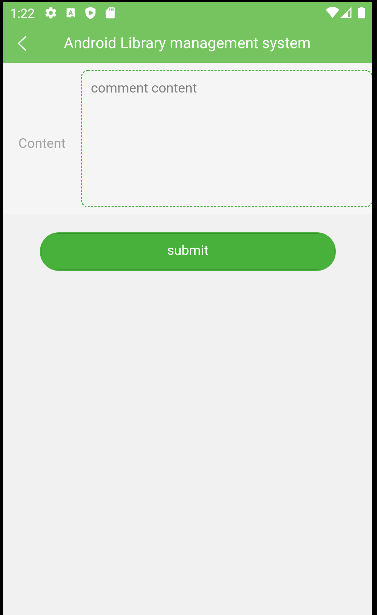 1:22
Android Library management system
comment content
Content
submit